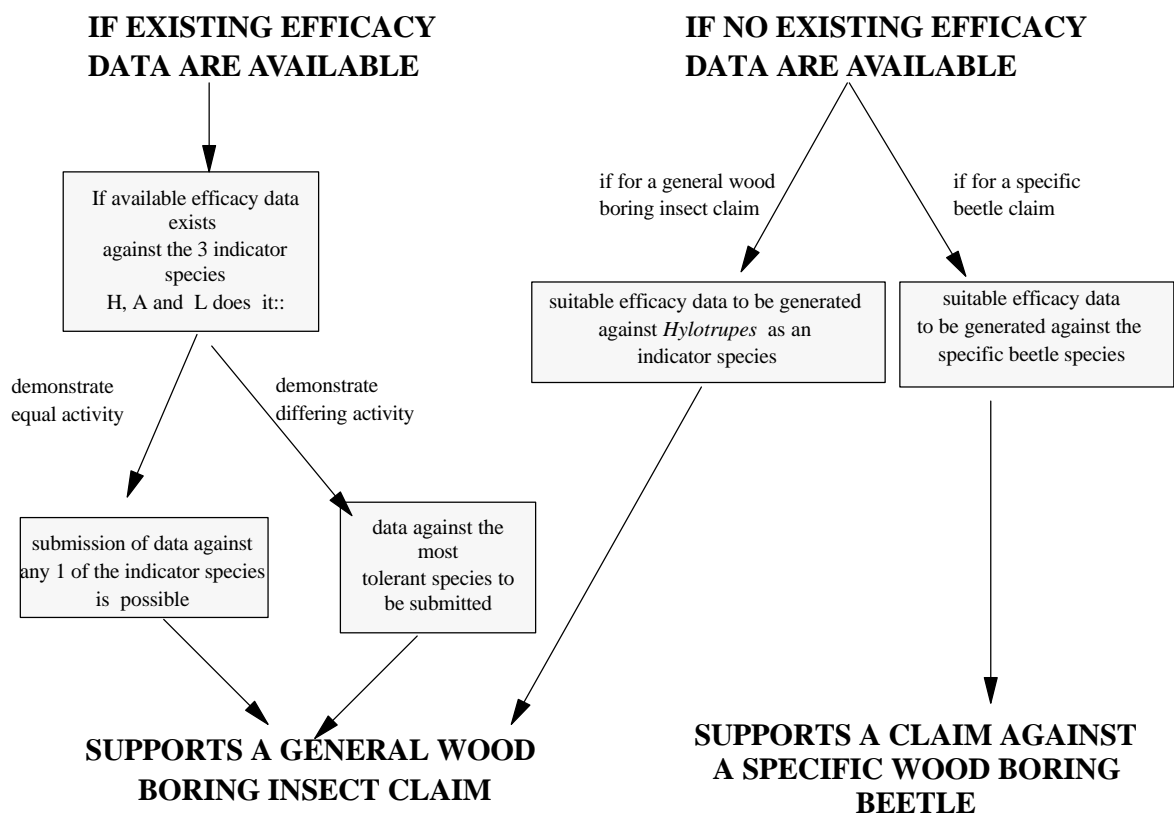 IF EXISTING EFFICACY
DATA ARE AVAILABLE
IF NO EXISTING EFFICACY
DATA ARE AVAILABLE
If available efficacy data
exists
against the 3 indicator
species
H, A and L does it::
if for a general wood
boring insect claim
if for a specific
beetle claim
suitable efficacy data to be generated
against Hylotrupes as an
indicator species
suitable efficacy data
to be generated against the
specific beetle species
demonstrate
equal activity
demonstrate
differing activity
submission of data against
any 1 of the indicator species
is possible
data against the
most
tolerant species to
be submitted
SUPPORTS A GENERAL WOOD
BORING INSECT CLAIM
SUPPORTS A CLAIM AGAINST
A SPECIFIC WOOD BORING
BEETLE